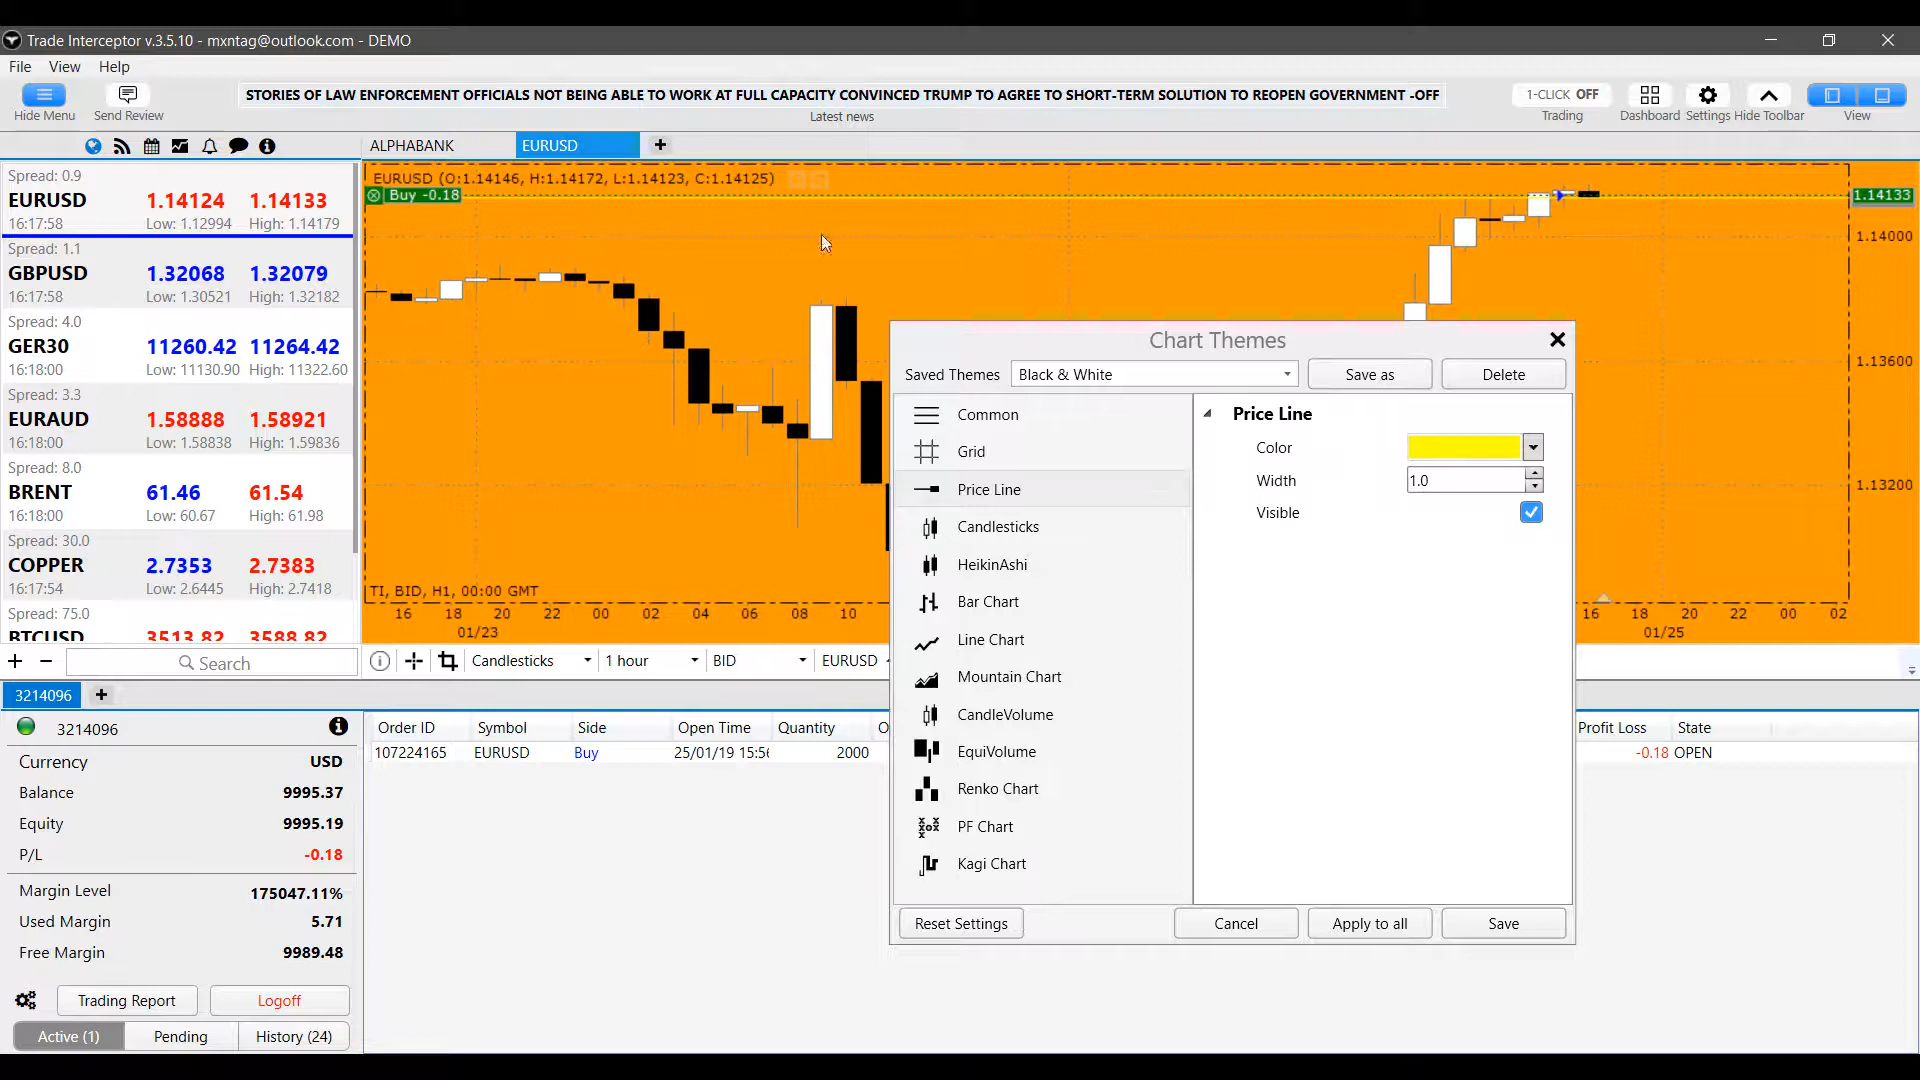 Trade Interceptor v.3.5.10 - mxntag@outlook.com - DEMO
File View Help
Hide Menu
Send Review
STORIES OF LAW ENFORCEMENT OFFICIALS NOT BEING ABLE TO WORK AT FULL CAPACITY CONVINCED TRUMP TO AGREE TO SHORT-TERM SOLUTION TO REOPEN GOVERNMENT -OFF
Latest news
1-CLICK OFF
Trading
Dashboard
Settings
Hide Toolbar
View
ALPHABANK
EURUSD
Spread: 0.9
EURUSD 1.14124 1.14133
16:17:58 Low: 1.12994 High: 1.14179
Spread: 1.1
GBPUSD 1.32068 1.32079
16:17:58 Low: 1.30521 High: 1.32182
Spread: 4.0
GER30 11260.42 11264.42
16:18:00 Low: 11130.90 High: 11322.60
Spread: 3.3
EURAUD 1.58888 1.58921
16:18:00 Low: 1.58838 High: 1.59836
Spread: 8.0
BRENT 61.46 61.54
16:18:00 Low: 60.67 High: 61.98
Spread: 30.0
COPPER 2.7353 2.7383
16:17:54 Low: 2.6445 High: 2.7418
Spread: 75.0
BTCUSD 3513.82 3588.82
Search
EURUSD (O:1.14146, H:1.14172, L:1.14123, C:1.14125)
Buy -0.18
1.14133
1.14000
1.13600
1.13200
TI, BID, H1, 00:00 GMT
16 18 20 22 00 02 04 06 08 10 16 18 20 22 00 02
01/23 01/25
Candlesticks 1 hour BID EURUSD
Chart Themes
Saved Themes Black & White Save as Delete
Common
Grid
Price Line
Candlesticks
HeikinAshi
Bar Chart
Line Chart
Mountain Chart
CandleVolume
EquiVolume
Renko Chart
PF Chart
Kagi Chart
Price Line
Color
Width 1.0
Visible
Reset Settings Cancel Apply to all Save
3214096
3214096
Currency USD
Balance 9995.37
Equity 9995.19
P/L -0.18
Margin Level 175047.11%
Used Margin 5.71
Free Margin 9989.48
Trading Report Logoff
Active (1) Pending History (24)
Order ID Symbol Side Open Time Quantity O Profit Loss State
107224165 EURUSD Buy 25/01/19 15:56 2000 -0.18 OPEN